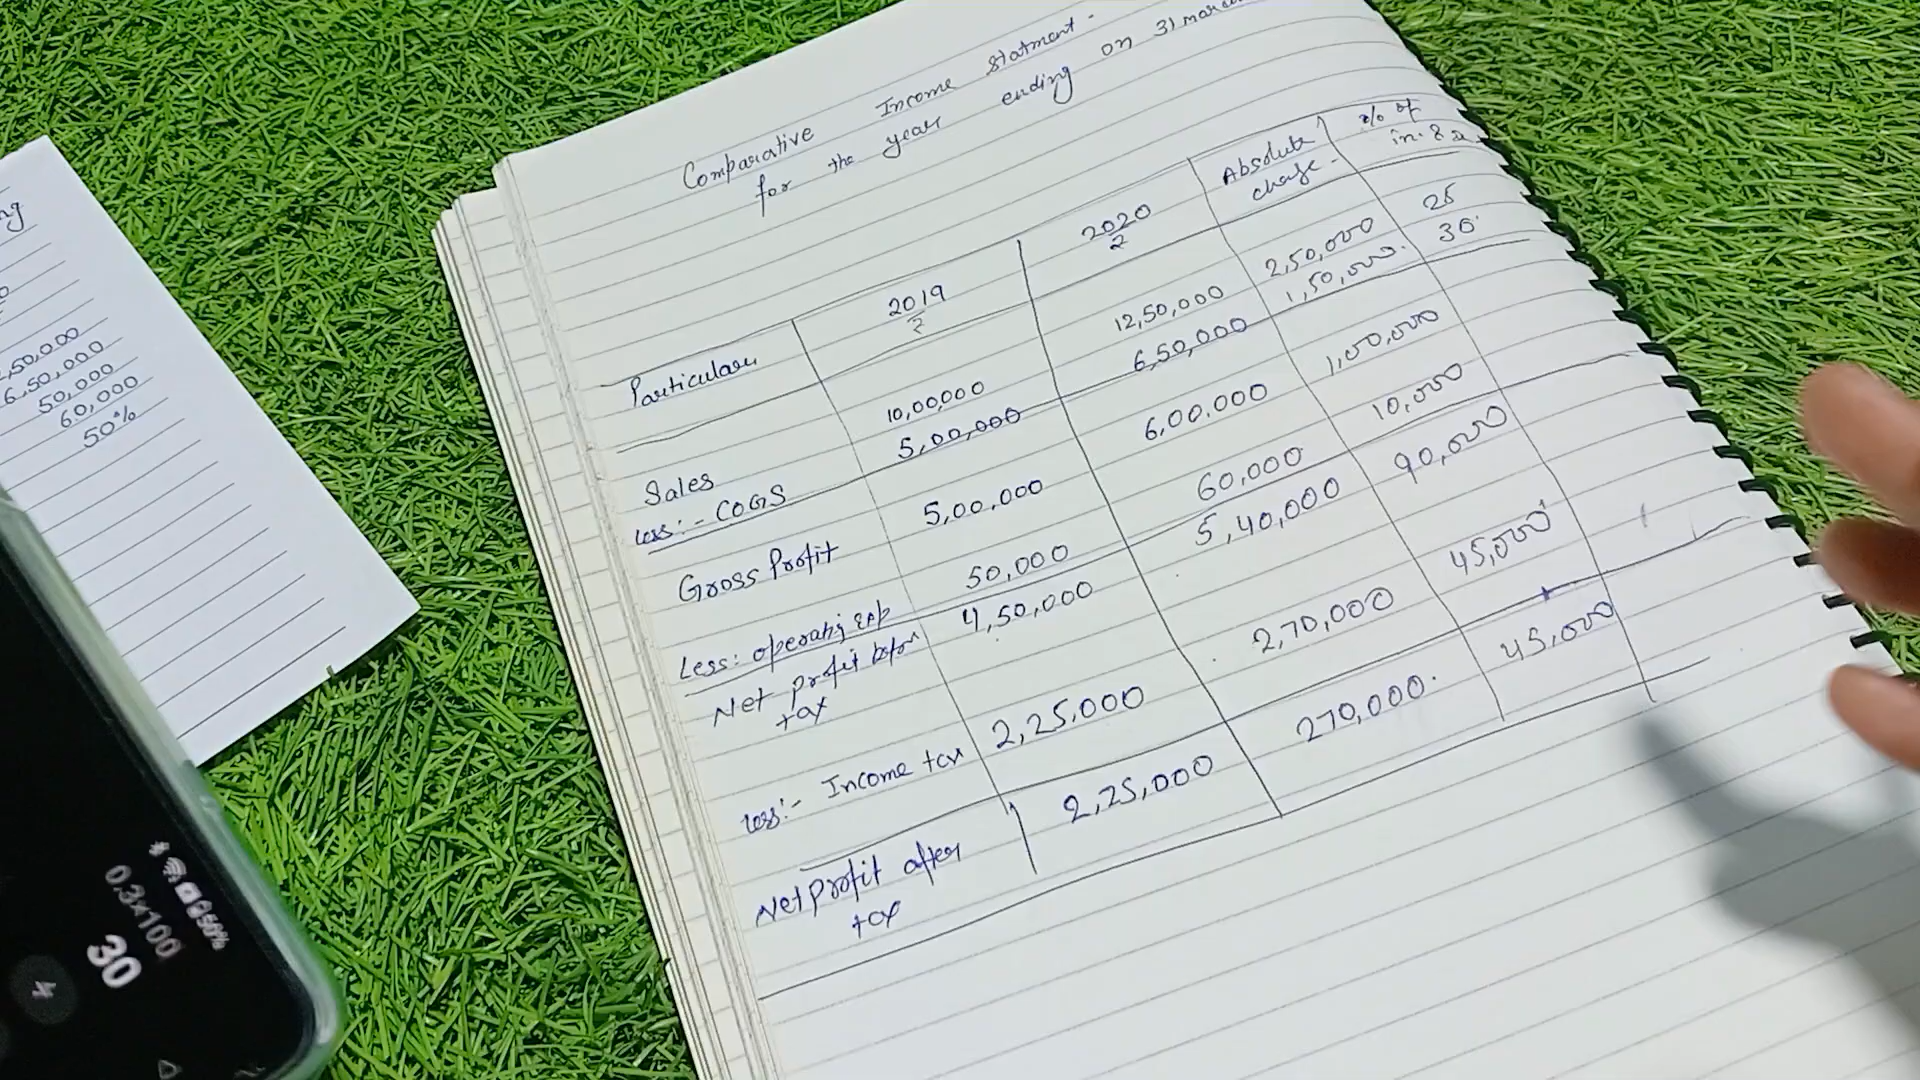 Comparative Income Statment -
for the year ending on 31 march
Particulars 2019 2020 Absolute change - % of in. &
Sales 10,00,000 12,50,000 2,50,000 25
Less:- COGS 5,00,000 6,50,000 1,50,000. 30
Gross Profit 5,00,000 6,00,000 1,00,000
Less: operating exp 50,000 60,000 10,000
Net profit before tax 4,50,000 5,40,000 90,000
Less:- Income tax 2,25,000 2,70,000 45,000
Net Profit after tax 2,25,000 270,000. 45,000
ng
,50,000
6,50,000
50,000
60,000
50%
50%
0.3×100
30